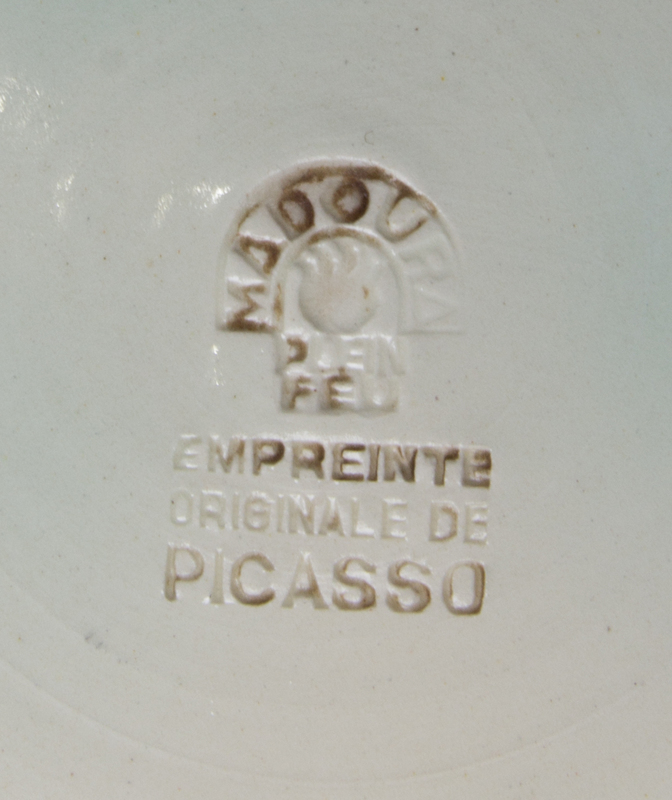 MADOURA
PLEIN
FEU
EMPREINTE
ORIGINALE DE
PICASSO